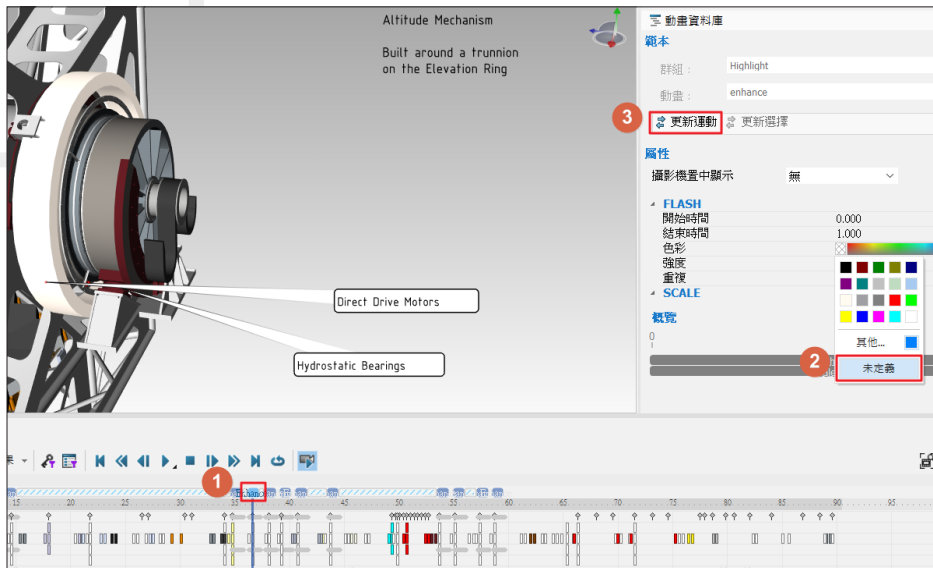 Altitude Mechanism
Built around a trunnion
on the Elevation Ring
Direct Drive Motors
Hydrostatic Bearings
動畫資料庫
範本
群組：
Highlight
動畫：
enhance
3
更新運動
更新選擇
屬性
攝影機置中顯示
無
FLASH
開始時間
0.000
結束時間
1.000
色彩
強度
重複
SCALE
概覽
0
其他...
2
未定義
1
15
20
25
30
35
40
45
50
55
60
65
70
75
80
85
90
95